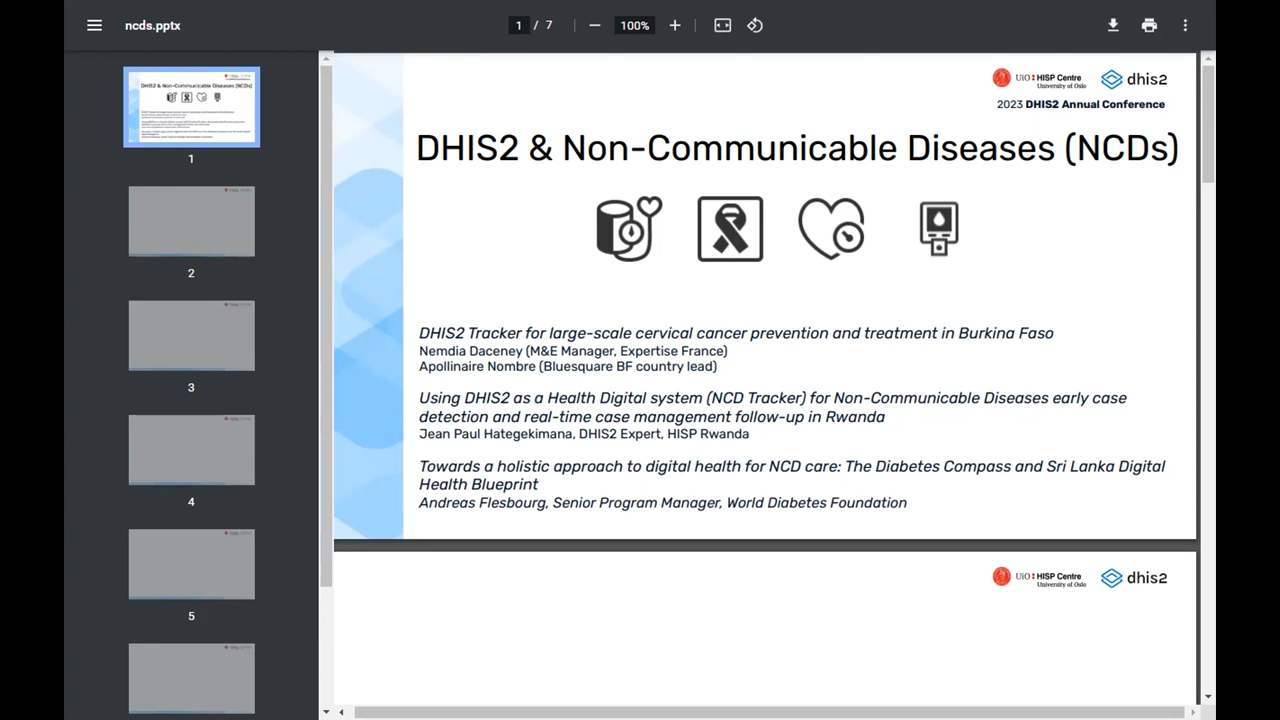 ncds.pptx
1 / 7
100%
1
2
3
4
5
UiO HISP Centre
University of Oslo
dhis2
2023 DHIS2 Annual Conference
DHIS2 & Non-Communicable Diseases (NCDs)
DHIS2 Tracker for large-scale cervical cancer prevention and treatment in Burkina Faso
Nemdia Daceney (M&E Manager, Expertise France)
Apollinaire Nombre (Bluesquare BF country lead)
Using DHIS2 as a Health Digital system (NCD Tracker) for Non-Communicable Diseases early case
detection and real-time case management follow-up in Rwanda
Jean Paul Hategekimana, DHIS2 Expert, HISP Rwanda
Towards a holistic approach to digital health for NCD care: The Diabetes Compass and Sri Lanka Digital
Health Blueprint
Andreas Flesbourg, Senior Program Manager, World Diabetes Foundation
UiO HISP Centre
University of Oslo
dhis2